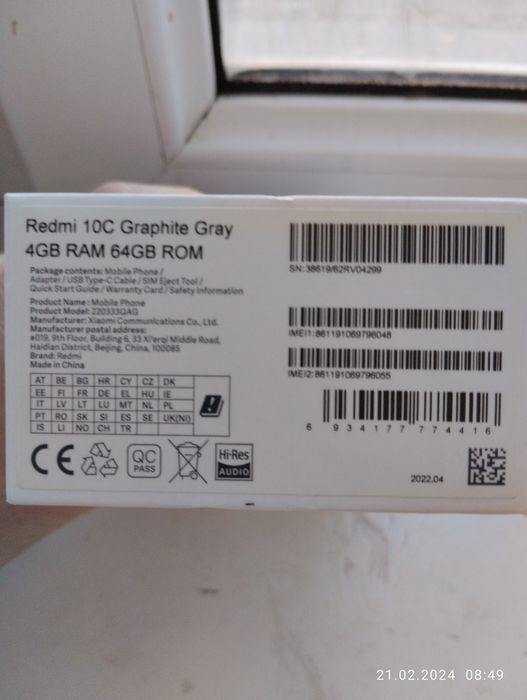 Redmi 10C Graphite Gray
4GB RAM 64GB ROM
Package contents: Mobile Phone /
Adapter / USB Type-C Cable / SIM Eject Tool /
Quick Start Guide / Warranty Card / Safety Information
Product Name: Mobile Phone
Product Model: 220333QAG
Manufacturer: Xiaomi Communications Co., Ltd.
Manufacturer postal address:
#019, 9th Floor, Building 6, 33 Xi'erqi Middle Road,
Haidian District, Beijing, China, 100085
Brand: Redmi
Made in China
AT BE BG HR CY CZ DK
EE FI FR DE EL HU IE
IT LV LT LU MT NL PL
PT RO SK SI ES SE UK(NI)
IS LI NO CH TR
CE
QC
PASS
Hi-Res
AUDIO
SN:38619/62RV04299
IMEI1:861191069796048
IMEI2:861191069796055
6 934177 774416
2022.04
21.02.2024 08:49